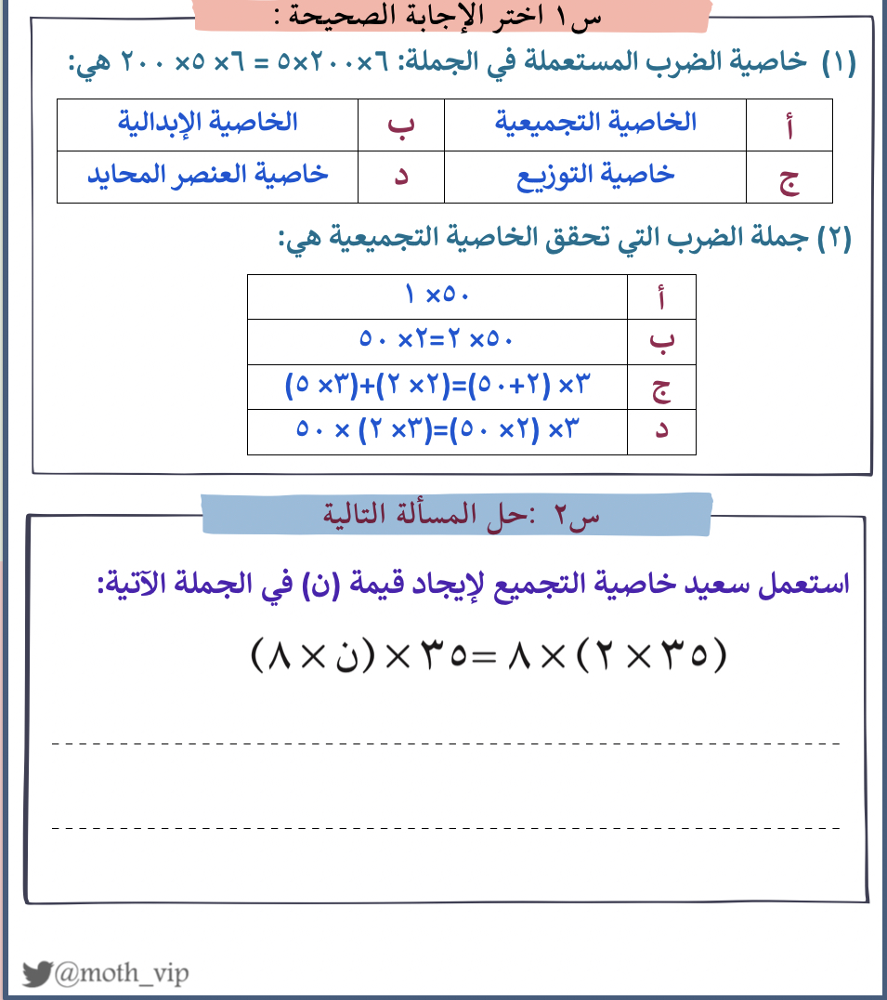 س١ اختر الإجابة الصحيحة :
(١) خاصية الضرب المستعملة في الجملة: ٦×٢٠٠×٥ = ٦× ٥× ٢٠٠ هي:
أ الخاصية التجميعية ب الخاصية الإبدالية
ج خاصية التوزيع د خاصية العنصر المحايد
(٢) جملة الضرب التي تحقق الخاصية التجميعية هي:
أ ٥٠× ١
ب ٥٠× ٢=٢× ٥٠
ج ٣× (٢+٥٠)=(٢× ٢)+(٣× ٥)
د ٣× (٢× ٥٠)=(٣× ٢) × ٥٠
س٢ :حل المسألة التالية
استعمل سعيد خاصية التجميع لإيجاد قيمة (ن) في الجملة الآتية:
(٣٥ × ٢) × ٨ =٣٥ × (ن × ٨)
@moth_vip